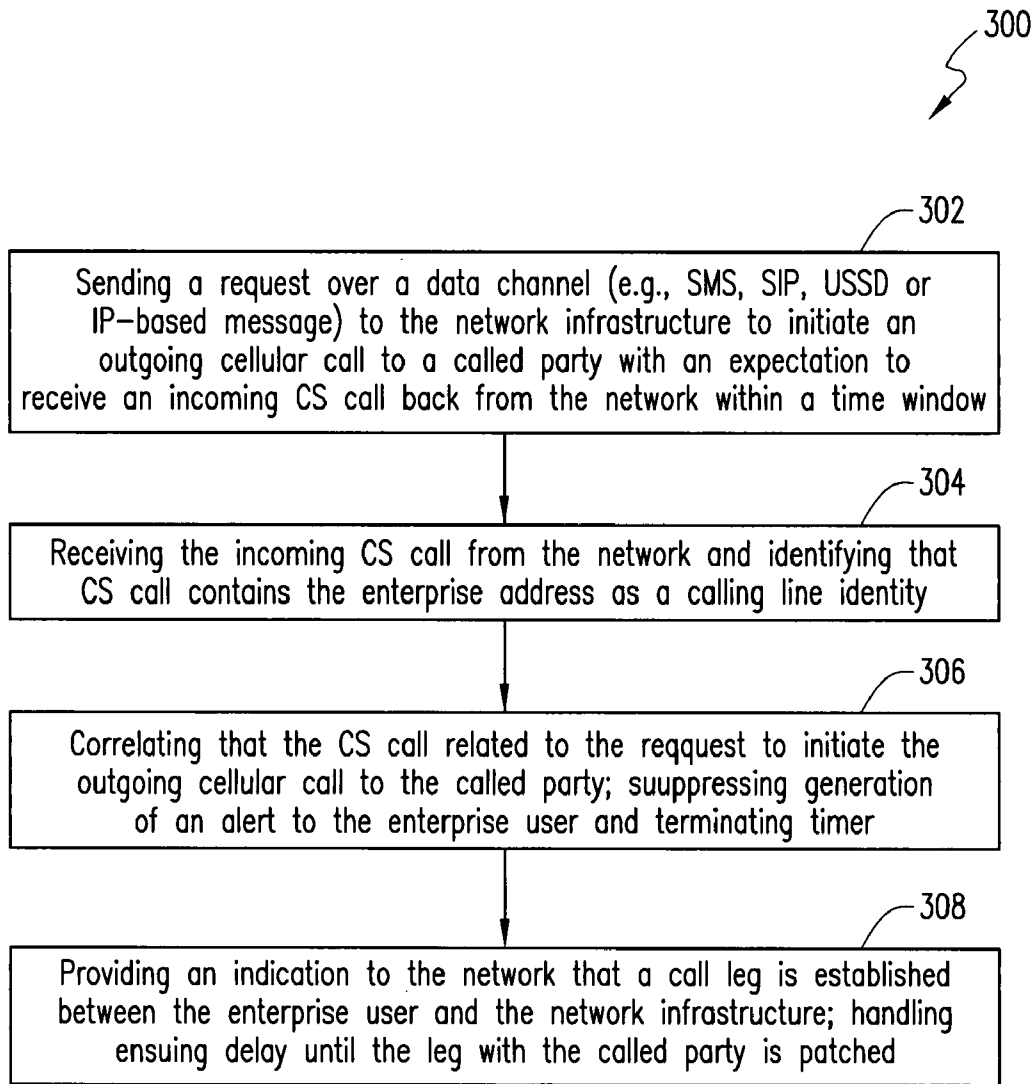 300
302
Sending a request over a data channel (e.g., SMS, SIP, USSD or
IP-based message) to the network infrastructure to initiate an
outgoing cellular call to a called party with an expectation to
receive an incoming CS call back from the network within a time window
304
Receiving the incoming CS call from the network and identifying that
CS call contains the enterprise address as a calling line identity
306
Correlating that the CS call related to the reqquest to initiate the
outgoing cellular call to the called party; suuppressing generation
of an alert to the enterprise user and terminating timer
308
Providing an indication to the network that a call leg is established
between the enterprise user and the network infrastructure; handling
ensuing delay until the leg with the called party is patched